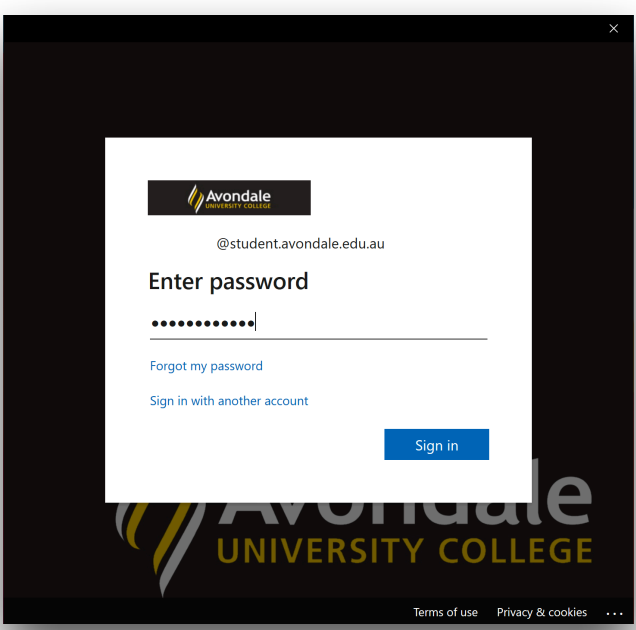 Avondale
UNIVERSITY COLLEGE
@student.avondale.edu.au
Enter password
Forgot my password
Sign in with another account
Sign in
Avondale
UNIVERSITY COLLEGE
Terms of use Privacy & cookies ...